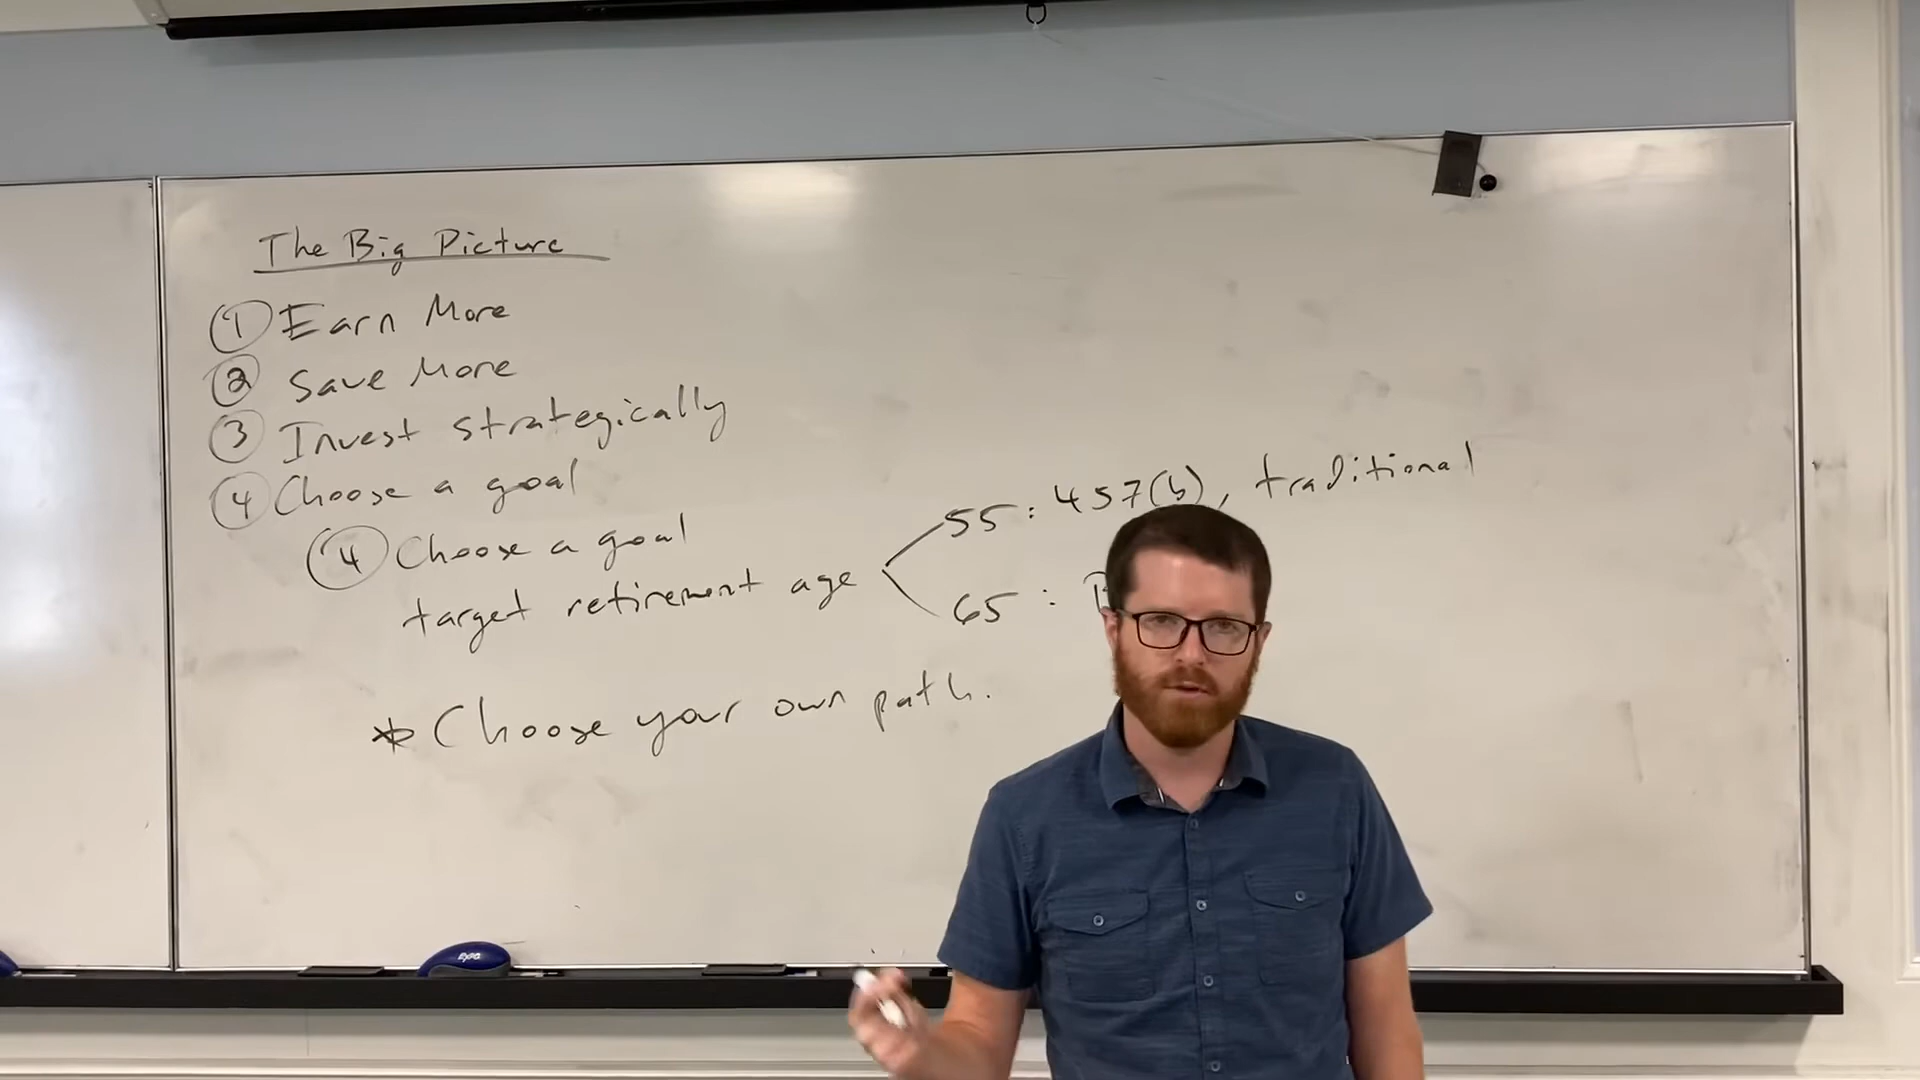 The Big Picture
① Earn More
② Save More
③ Invest strategically
④ Choose a goal
④ Choose a goal
target retirement age
55: 457(b), traditional
65:
* Choose your own path.
EXPO